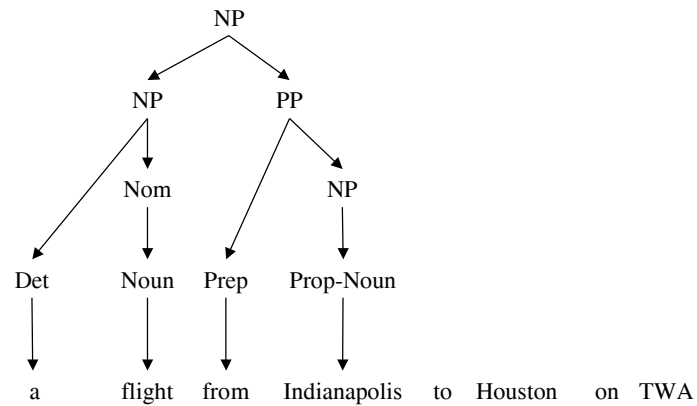 NP
NP PP
Nom NP
Det Noun Prep Prop-Noun
a flight from Indianapolis to Houston on TWA